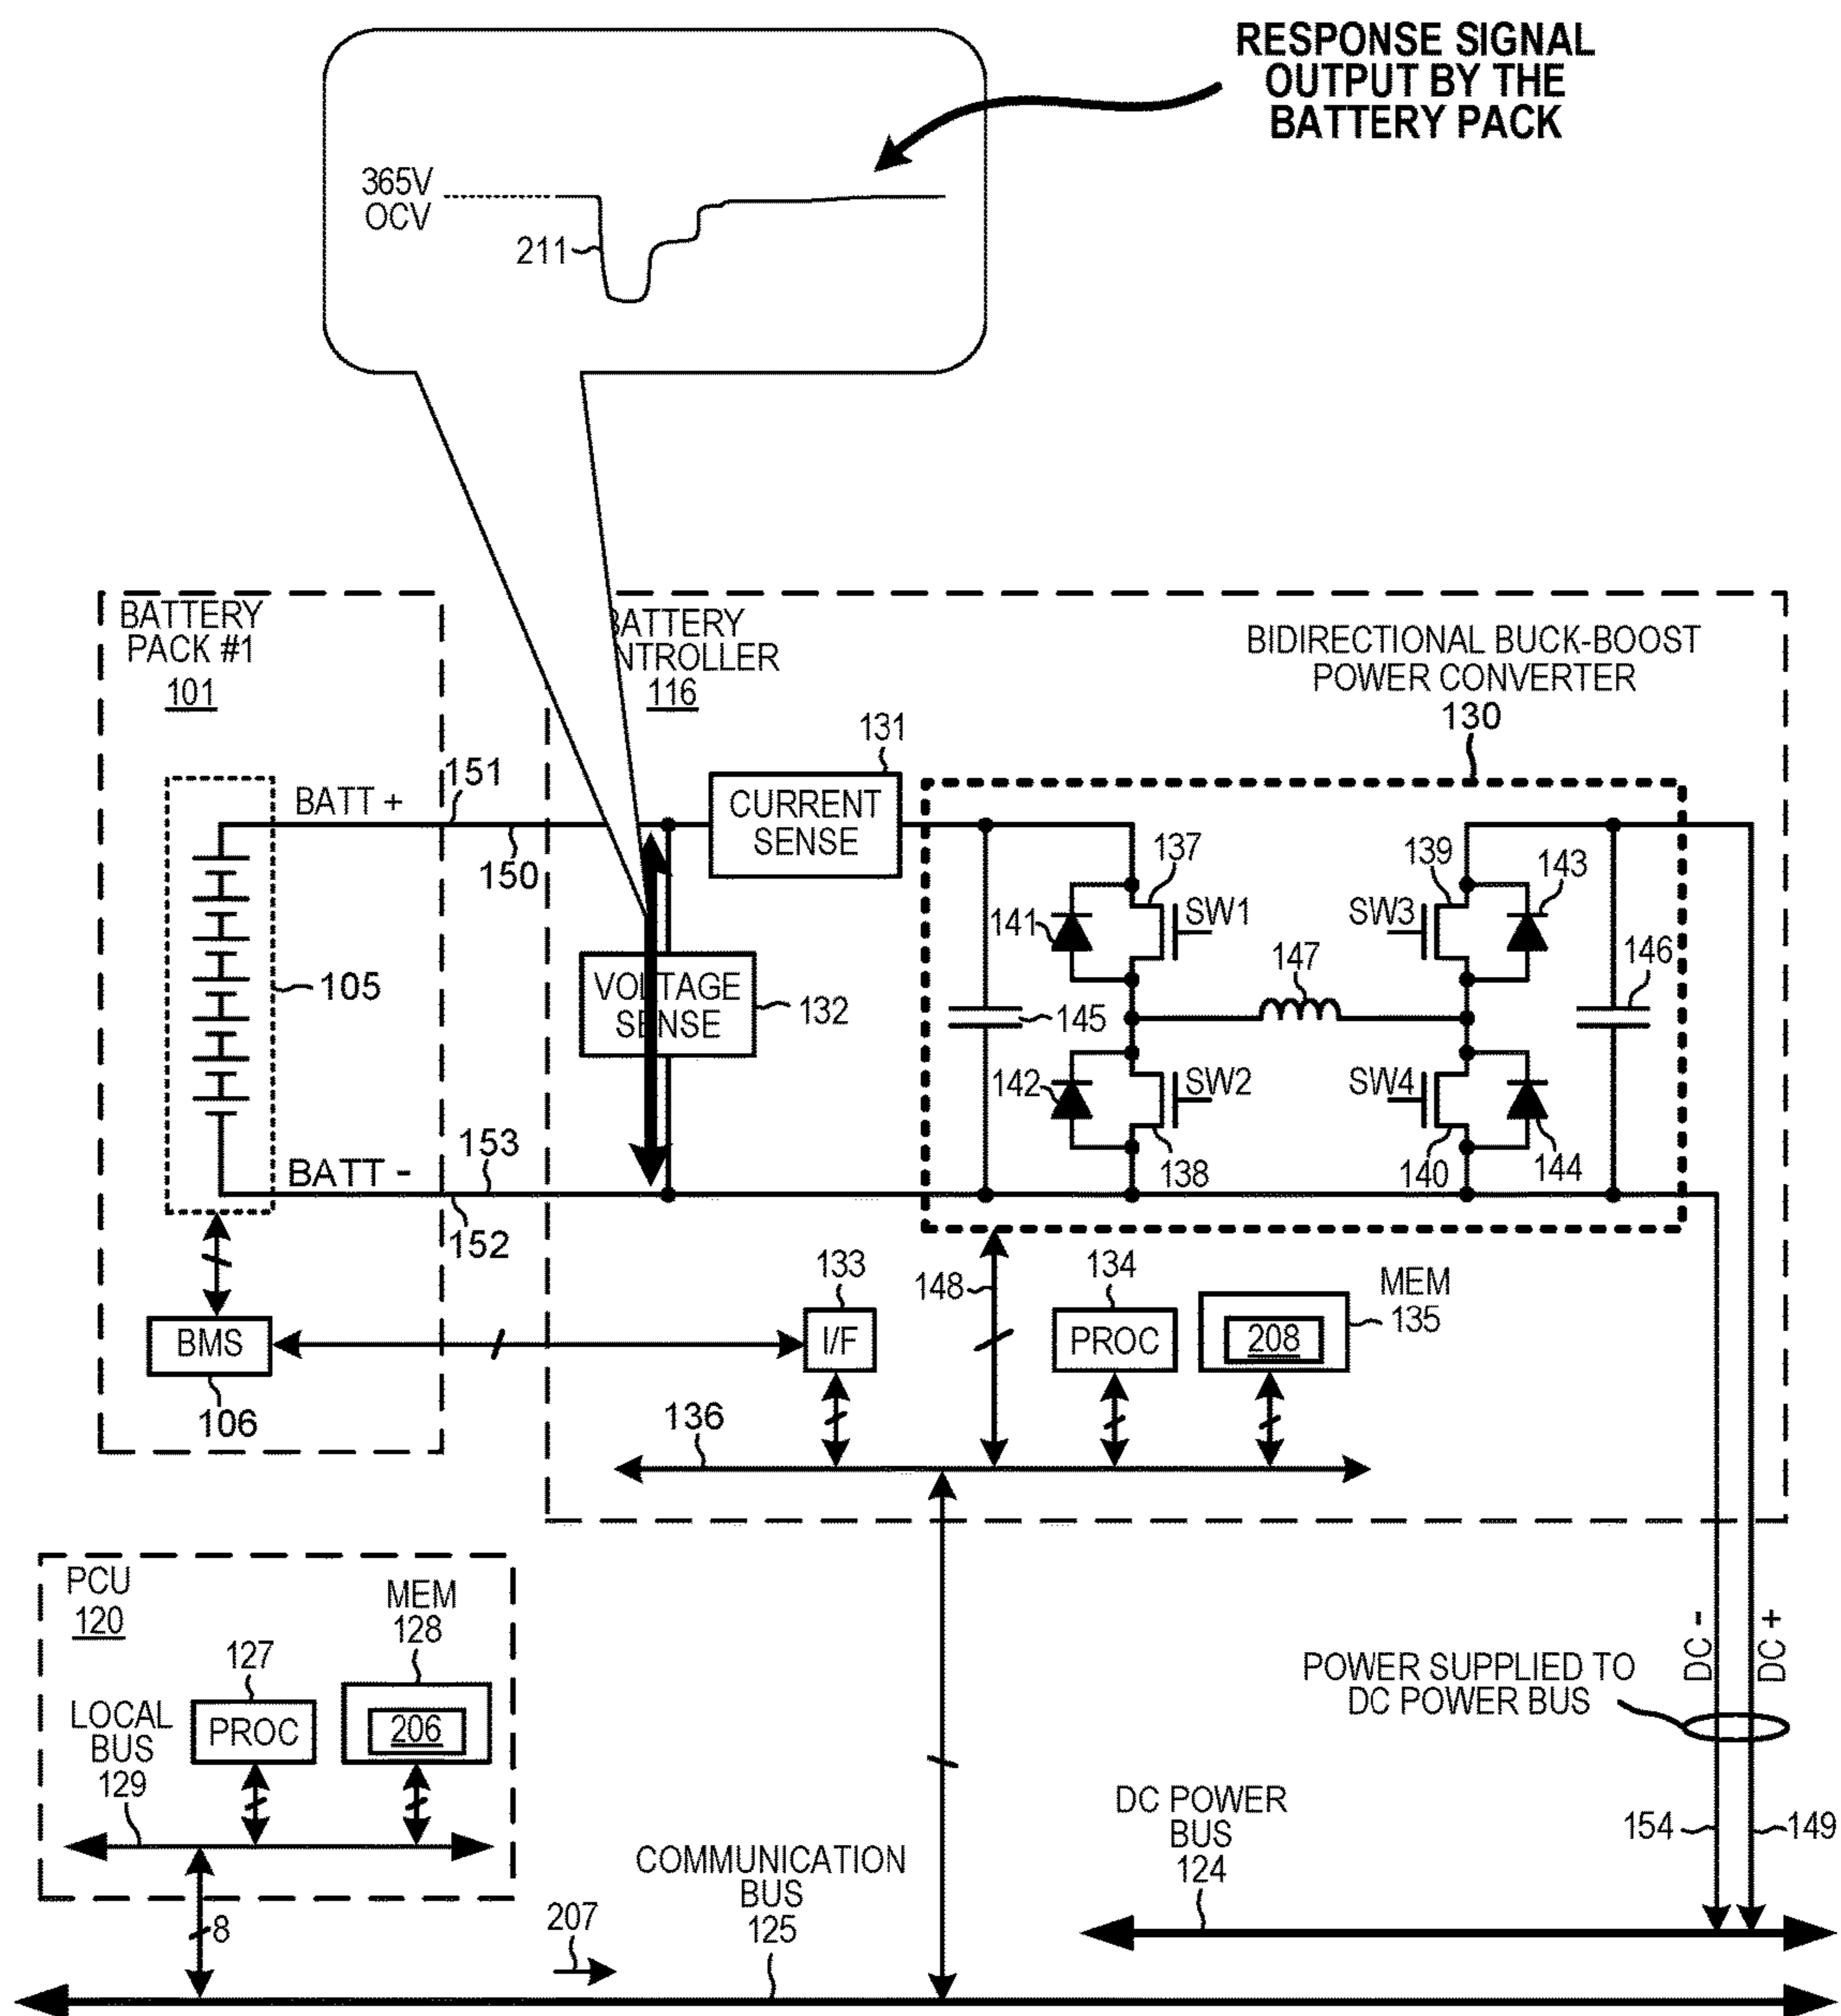 RESPONSE SIGNAL
OUTPUT BY THE
BATTERY PACK
365V
OCV
211
BATTERY
PACK #1
101
BATTERY
NTROLLER
116
BIDIRECTIONAL BUCK-BOOST
POWER CONVERTER
130
131
151
BATT +
CURRENT
SENSE
150
137
139
143
141
SW1
SW3
147
146
105
VOLTAGE
SENSE
132
145
142
SW2
SW4
153
BATT -
138
140
144
152
133
148
134
MEM
135
BMS
I/F
PROC
208
106
136
PCU
120
MEM
128
127
DC -
DC +
POWER SUPPLIED TO
DC POWER BUS
LOCAL
BUS
129
PROC
206
DC POWER
BUS
124
154
149
COMMUNICATION
BUS
125
207
8